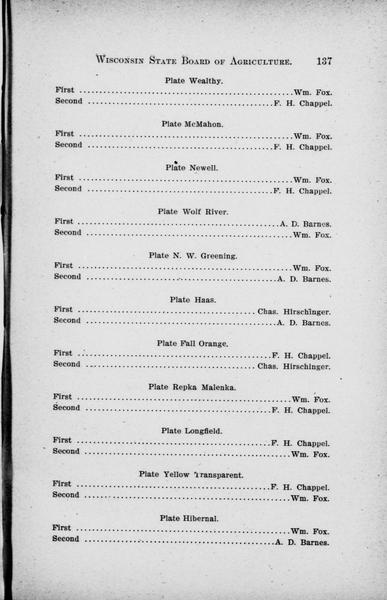 WISCONSIN STATE BOARD OF AGRICULTURE. 137
Plate Wealthy.
First ..................................................Wm. Fox.
Second ..............................................F. H. Chappel.
Plate McMahon.
First ..................................................Wm. Fox.
Second ..............................................F. H. Chappel.
Plate Newell.
First ..................................................Wm. Fox.
Second ..............................................F. H. Chappel.
Plate Wolf River.
First ................................................A. D. Barnes.
Second ................................................Wm. Fox.
Plate N. W. Greening.
First ..................................................Wm. Fox.
Second ..............................................A. D. Barnes.
Plate Haas.
First ..........................................Chas. Hirschinger.
Second ..............................................A. D. Barnes.
Plate Fall Orange.
First ................................................F. H. Chappel.
Second ........................................Chas. Hirschinger.
Plate Repka Malenka.
First ..................................................Wm. Fox.
Second ..............................................F. H. Chappel.
Plate Longfield.
First ................................................F. H. Chappel.
Second ................................................Wm. Fox.
Plate Yellow Transparent.
First ................................................F. H. Chappel.
Second ................................................Wm. Fox.
Plate Hibernal.
First ..................................................Wm. Fox.
Second ..............................................A. D. Barnes.